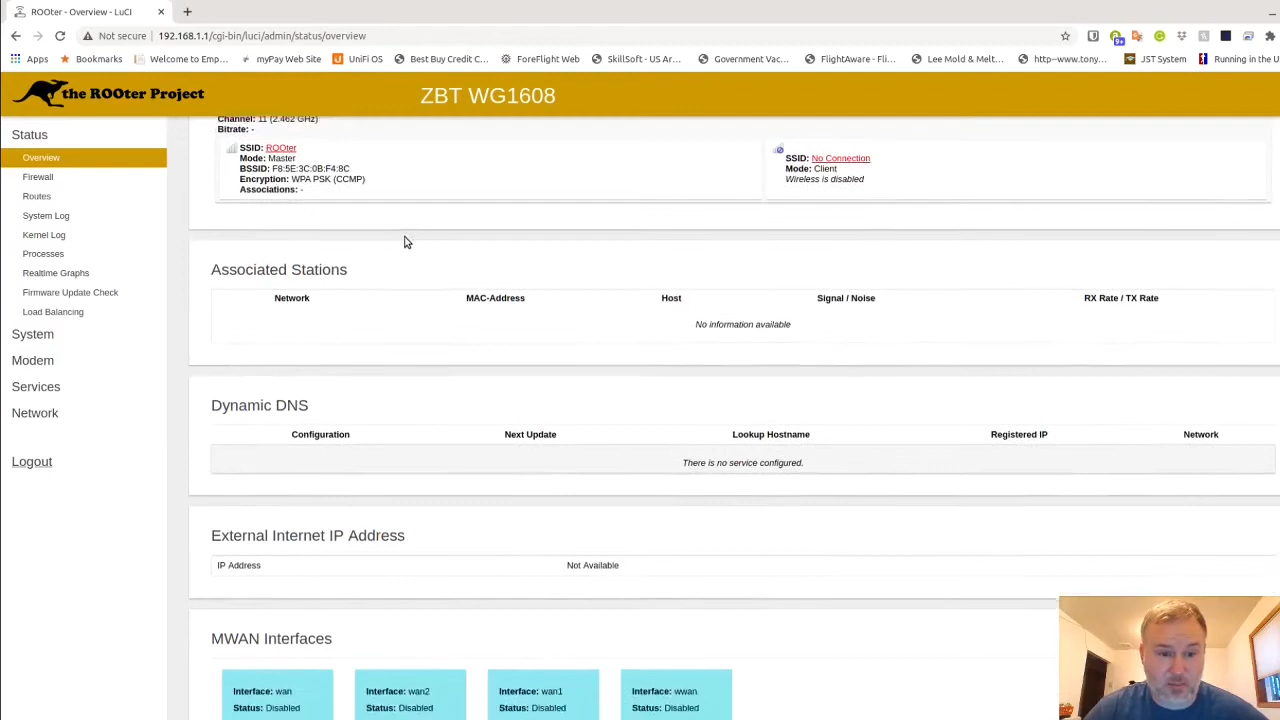 ROOter - Overview - LuCI
Not secure | 192.168.1.1/cgi-bin/luci/admin/status/overview
9+
Apps Bookmarks Welcome to Emp... myPay Web Site UniFi OS Best Buy Credit C... ForeFlight Web SkillSoft - US Ar... Government Vac... FlightAware - Fli... Lee Mold & Melt... http--www.tony... JST System Running in the U
the ROOter Project
ZBT WG1608
Status
Overview
Firewall
Routes
System Log
Kernel Log
Processes
Realtime Graphs
Firmware Update Check
Load Balancing
System
Modem
Services
Network
Logout
Channel: 11 (2.462 GHz)
Bitrate: -
SSID: ROOter
Mode: Master
BSSID: F8:5E:3C:0B:F4:8C
Encryption: WPA PSK (CCMP)
Associations: -
SSID: No Connection
Mode: Client
Wireless is disabled
Associated Stations
Network MAC-Address Host Signal / Noise RX Rate / TX Rate
No information available
Dynamic DNS
Configuration Next Update Lookup Hostname Registered IP Network
There is no service configured.
External Internet IP Address
IP Address Not Available
MWAN Interfaces
Interface: wan
Status: Disabled
Interface: wan2
Status: Disabled
Interface: wan1
Status: Disabled
Interface: wwan
Status: Disabled